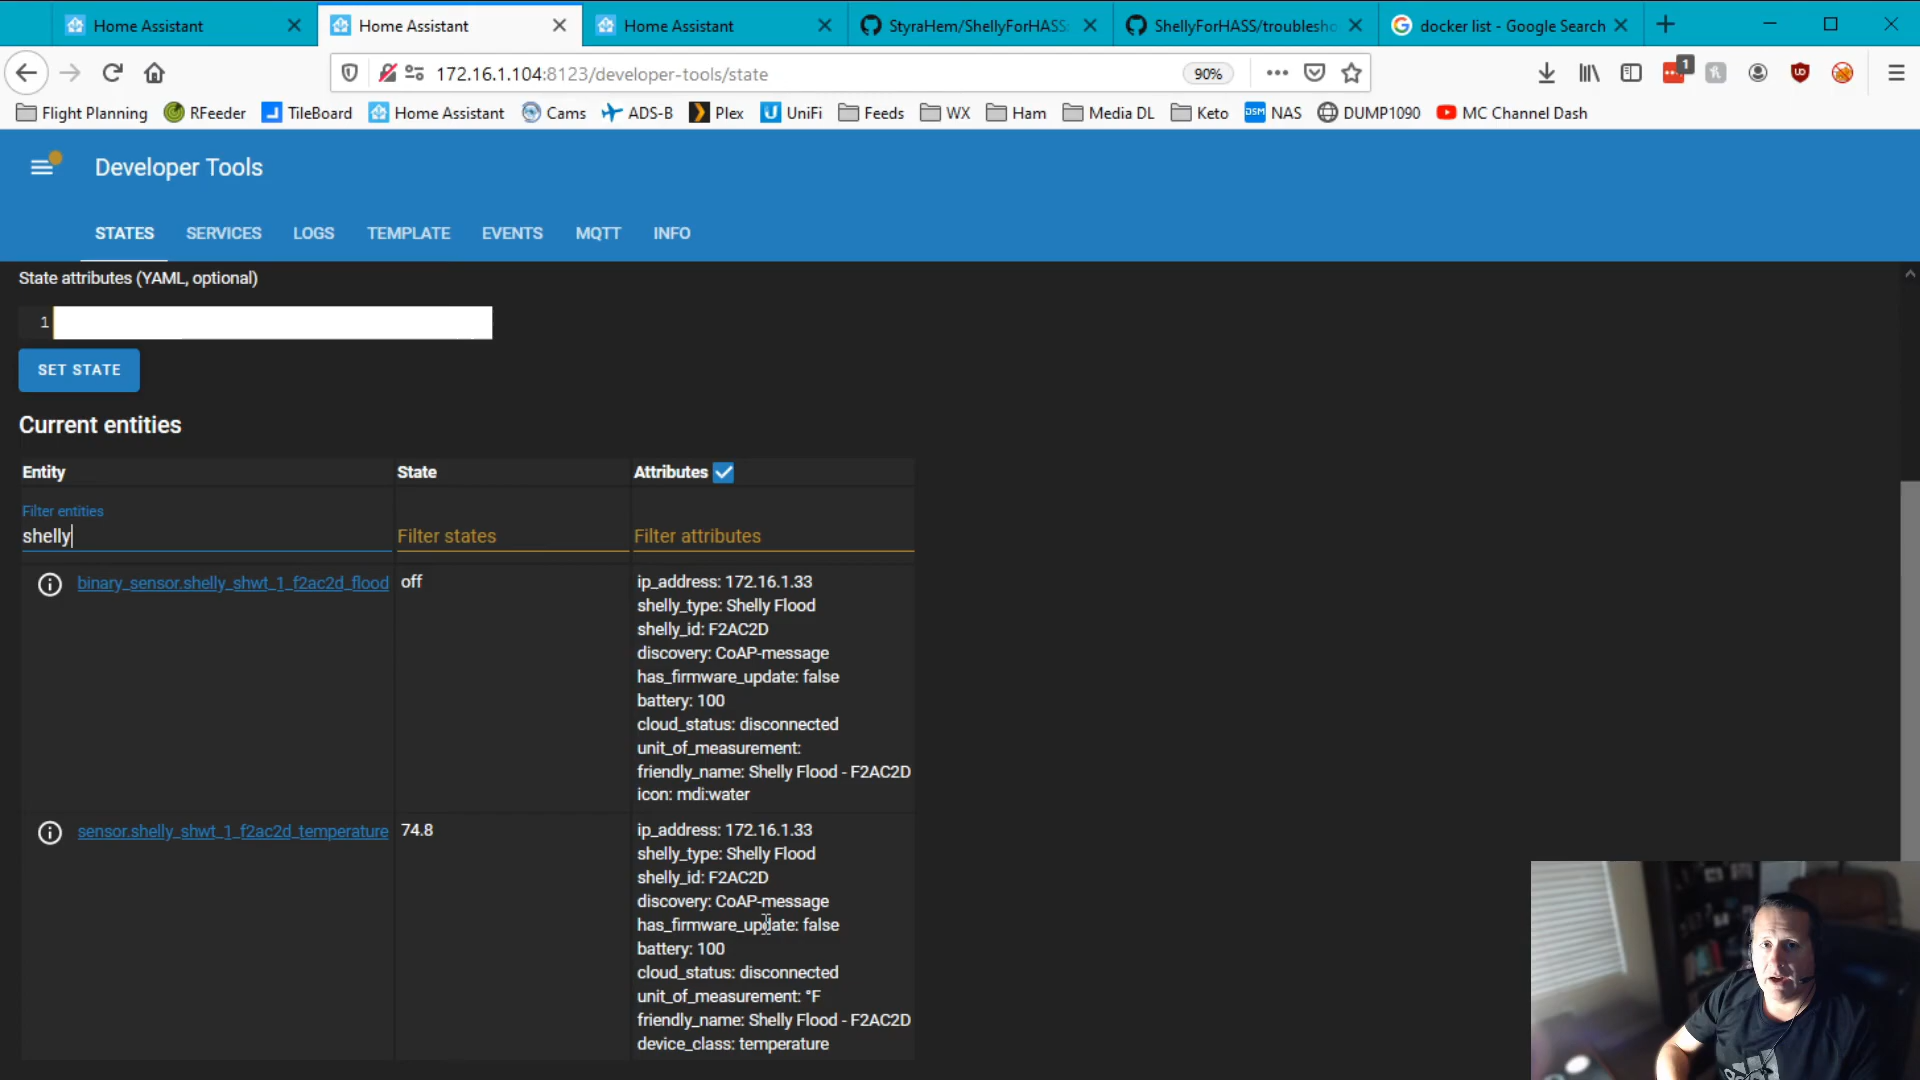 Home Assistant
Home Assistant
Home Assistant
StyraHem/ShellyForHASS
ShellyForHASS/troublesho
docker list - Google Search
172.16.1.104:8123/developer-tools/state
90%
1
Flight Planning
RFeeder
TileBoard
Home Assistant
Cams
ADS-B
Plex
UniFi
Feeds
WX
Ham
Media DL
Keto
DSM
NAS
DUMP1090
MC Channel Dash
Developer Tools
STATES
SERVICES
LOGS
TEMPLATE
EVENTS
MQTT
INFO
State attributes (YAML, optional)
1
SET STATE
Current entities
Entity
State
Attributes
Filter entities
shelly
Filter states
Filter attributes
binary_sensor.shelly_shwt_1_f2ac2d_flood
off
ip_address: 172.16.1.33
shelly_type: Shelly Flood
shelly_id: F2AC2D
discovery: CoAP-message
has_firmware_update: false
battery: 100
cloud_status: disconnected
unit_of_measurement:
friendly_name: Shelly Flood - F2AC2D
icon: mdi:water
sensor.shelly_shwt_1_f2ac2d_temperature
74.8
ip_address: 172.16.1.33
shelly_type: Shelly Flood
shelly_id: F2AC2D
discovery: CoAP-message
has_firmware_update: false
battery: 100
cloud_status: disconnected
unit_of_measurement: °F
friendly_name: Shelly Flood - F2AC2D
device_class: temperature